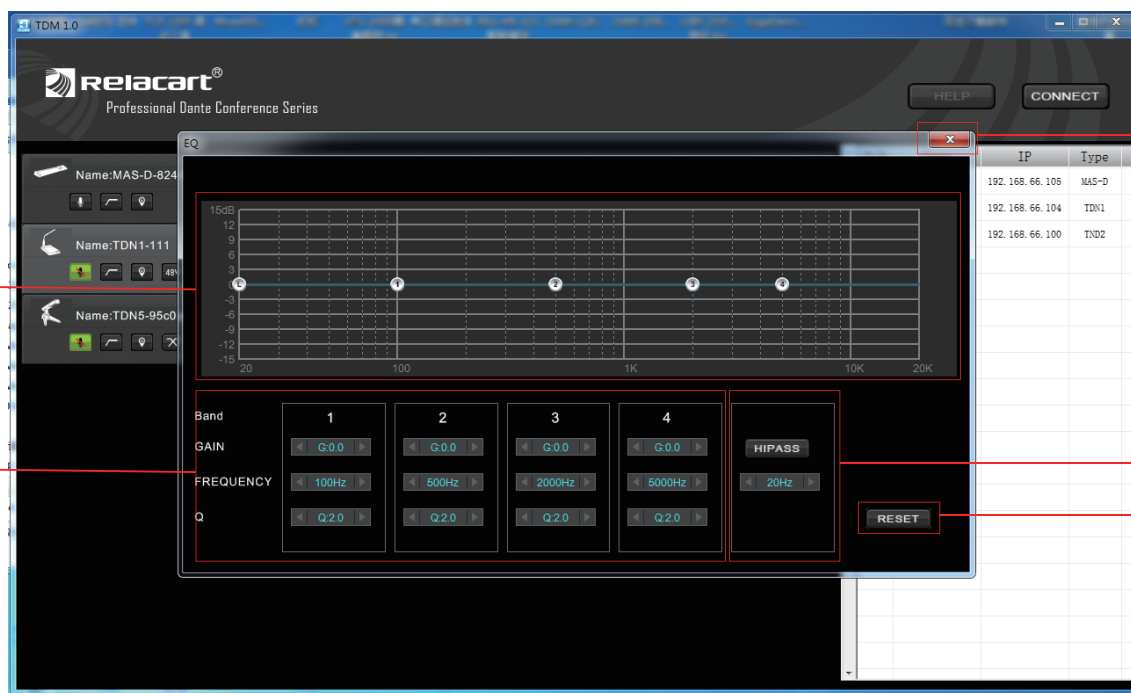 TDM 1.0
Relacart®
Professional Dante Conference Series
HELP
CONNECT
EQ
IP Type
Name:MAS-D-824
192.168.66.105 MAS-D
192.168.66.104 TDN1
192.168.66.100 TND2
Name:TDN1-111
48V
Name:TDN5-95c0
15dB
12
9
6
3
0
-3
-6
-9
-12
-15
L 1 2 3 4
20 100 1K 10K 20K
Band 1 2 3 4
GAIN G:0.0 G:0.0 G:0.0 G:0.0 HIPASS
FREQUENCY 100Hz 500Hz 2000Hz 5000Hz 20Hz
Q Q:2.0 Q:2.0 Q:2.0 Q:2.0
RESET